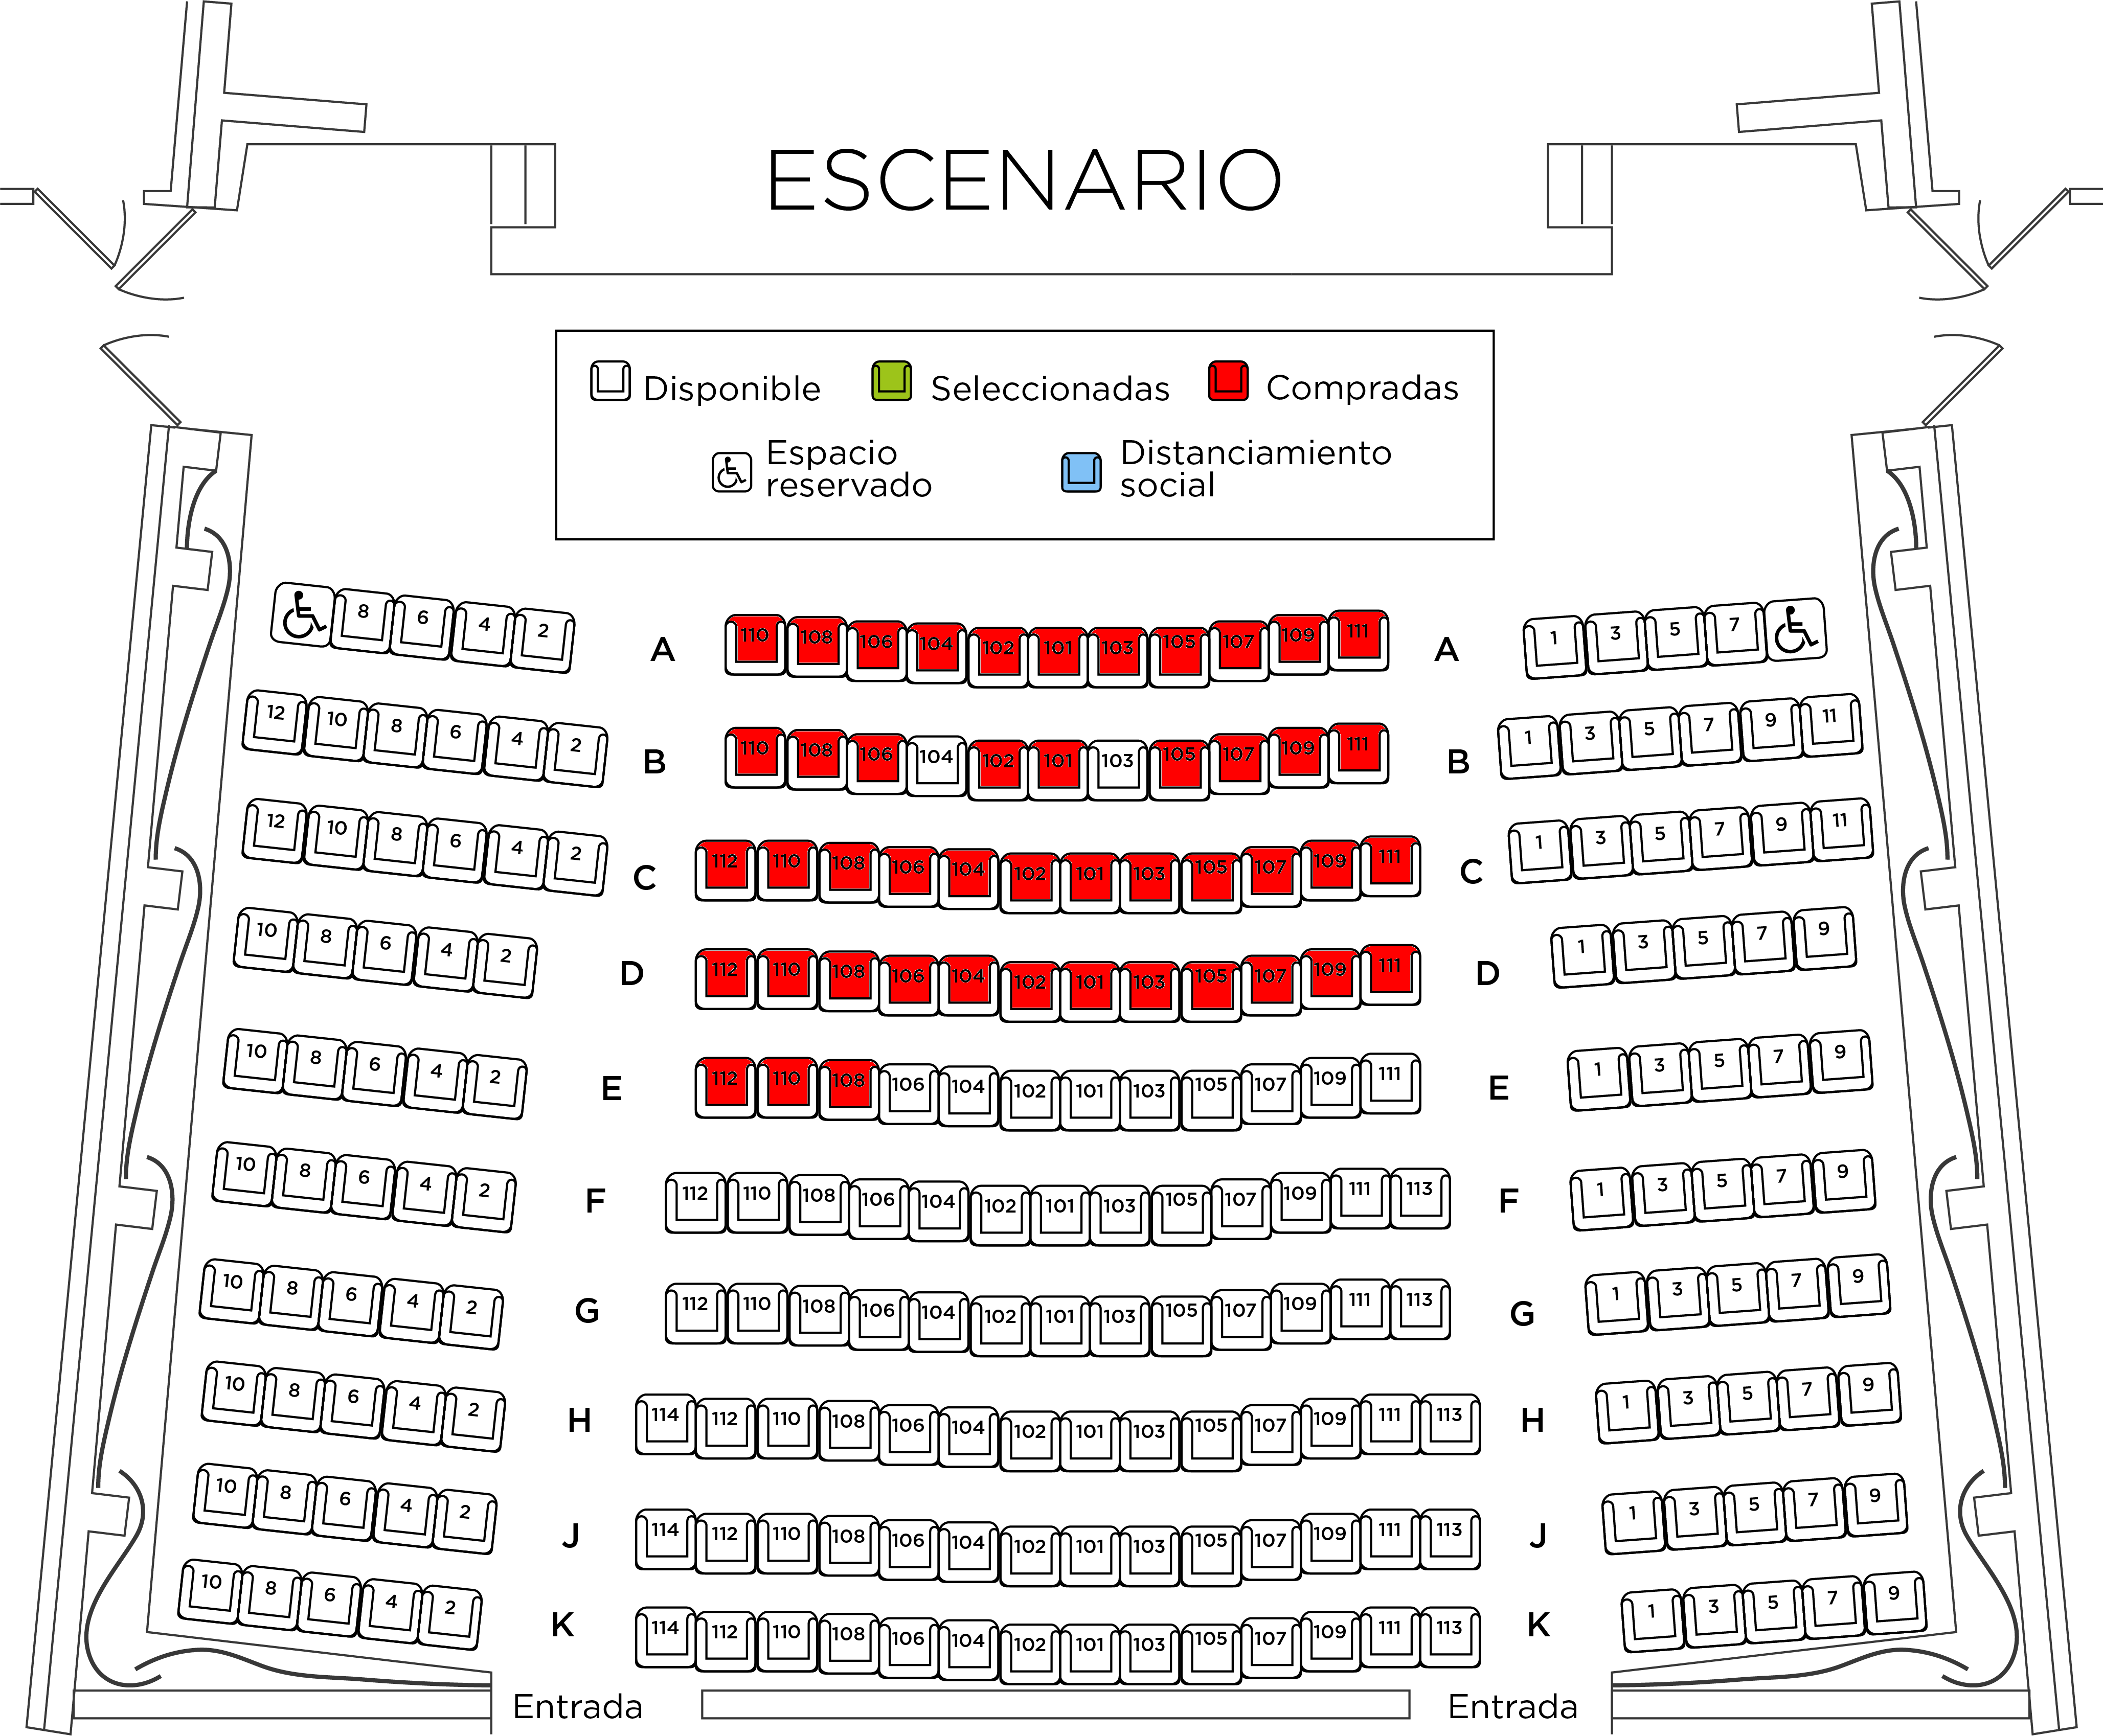 ESCENARIO
Disponible Seleccionadas Compradas
Espacio Distanciamiento
reservado social
8 6 4 2 A 110 108 106 104 102 101 103 105 107 109 111 A 1 3 5 7
12 10 8 6 4 2 B 110 108 106 104 102 101 103 105 107 109 111 B 1 3 5 7 9 11
12 10 8 6 4 2 C 112 110 108 106 104 102 101 103 105 107 109 111 C 1 3 5 7 9 11
10 8 6 4 2 D 112 110 108 106 104 102 101 103 105 107 109 111 D 1 3 5 7 9
10 8 6 4 2 E 112 110 108 106 104 102 101 103 105 107 109 111 E 1 3 5 7 9
10 8 6 4 2 F 112 110 108 106 104 102 101 103 105 107 109 111 113 F 1 3 5 7 9
10 8 6 4 2 G 112 110 108 106 104 102 101 103 105 107 109 111 113 G 1 3 5 7 9
10 8 6 4 2 H 114 112 110 108 106 104 102 101 103 105 107 109 111 113 H 1 3 5 7 9
10 8 6 4 2 J 114 112 110 108 106 104 102 101 103 105 107 109 111 113 J 1 3 5 7 9
10 8 6 4 2 K 114 112 110 108 106 104 102 101 103 105 107 109 111 113 K 1 3 5 7 9
Entrada Entrada